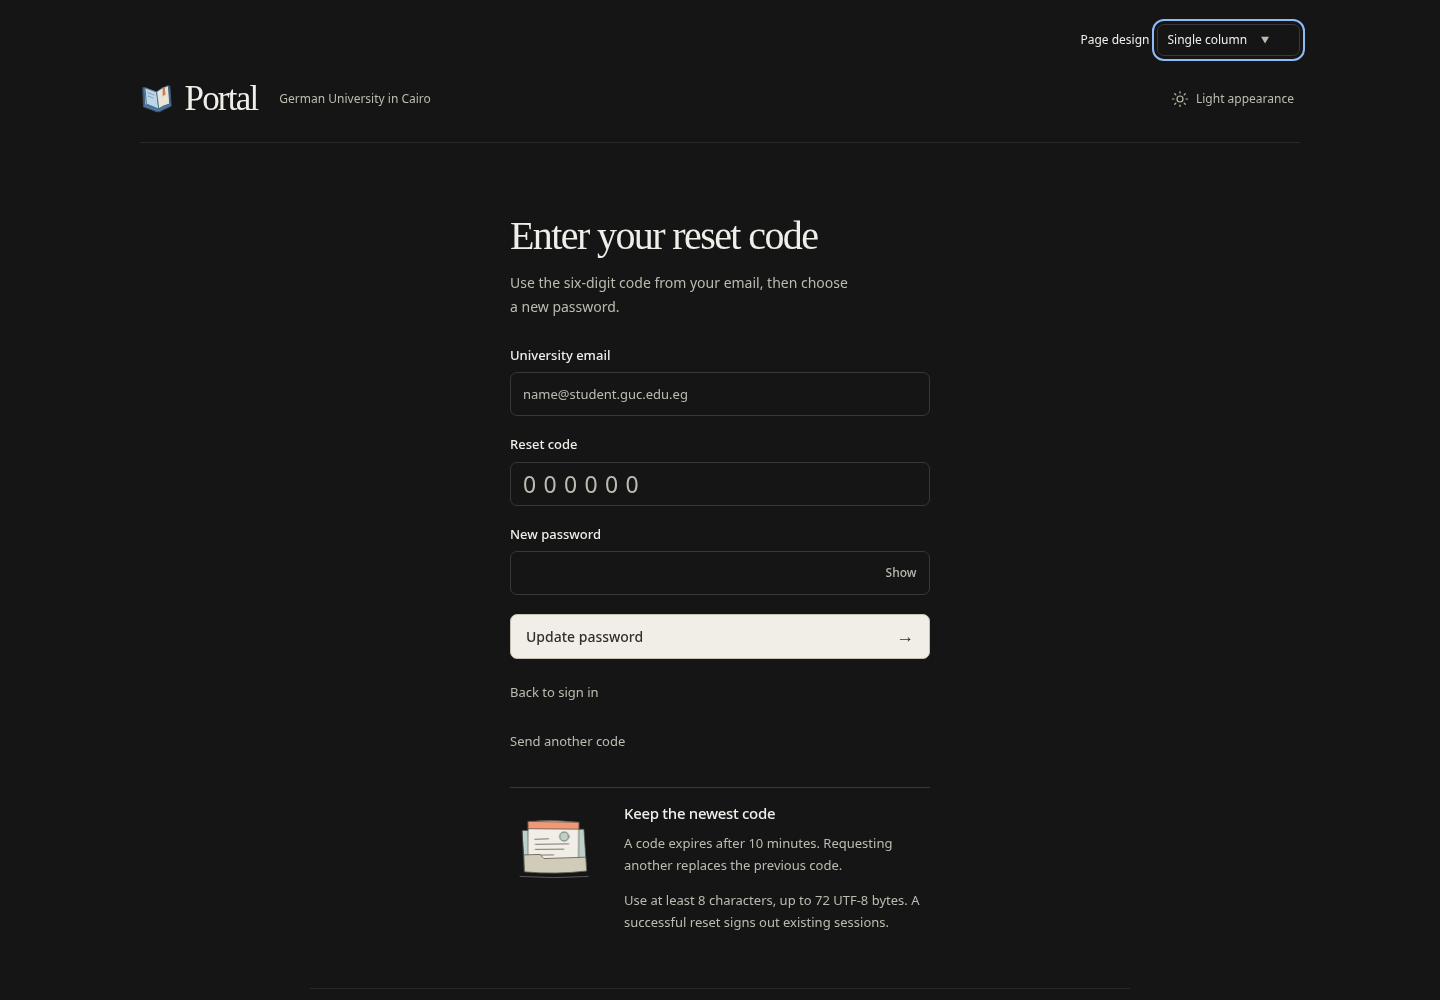 Page design Single column
Portal German University in Cairo Light appearance
Enter your reset code
Use the six-digit code from your email, then choose
a new password.
University email
name@student.guc.edu.eg
Reset code
000000
New password
Show
Update password →
Back to sign in
Send another code
Keep the newest code
A code expires after 10 minutes. Requesting
another replaces the previous code.
Use at least 8 characters, up to 72 UTF-8 bytes. A
successful reset signs out existing sessions.